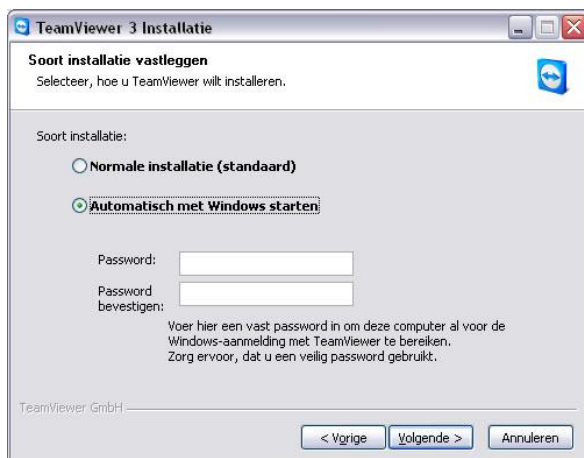 TeamViewer 3 Installatie
Soort installatie vastleggen
Selecteer, hoe u TeamViewer wilt installeren.
Soort installatie:
Normale installatie (standaard)
Automatisch met Windows starten
Password:
Password
bevestigen:
Voer hier een vast password in om deze computer al voor de
Windows-aanmelding met TeamViewer te bereiken.
Zorg ervoor, dat u een veilig password gebruikt.
TeamViewer GmbH
< Vorige
Volgende >
Annuleren